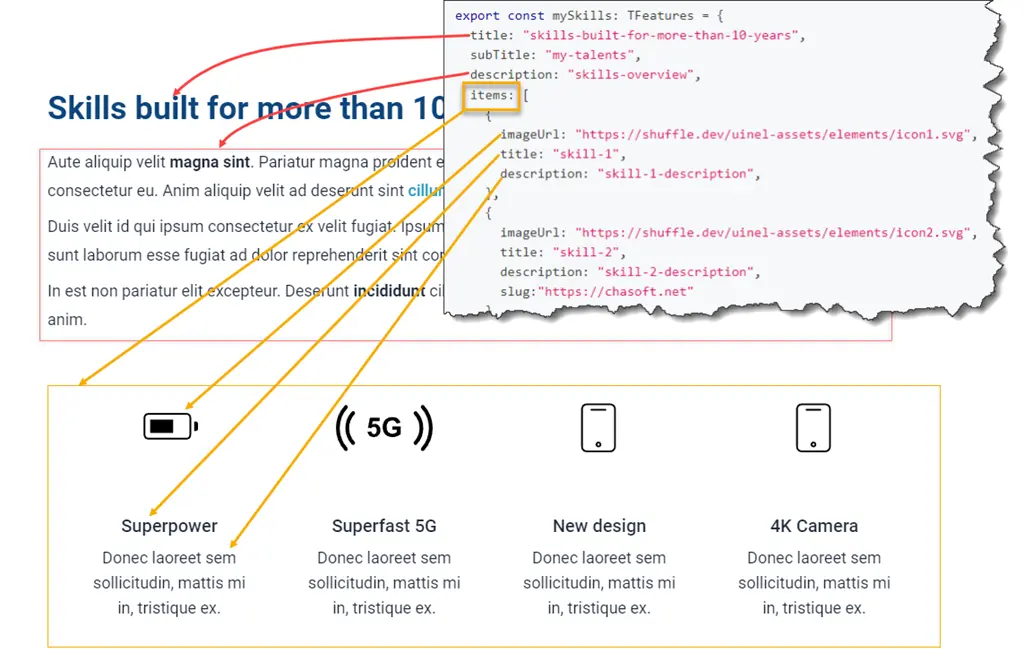 export const mySkills: TFeatures = {
title: "skills-built-for-more-than-10-years",
subTitle: "my-talents",
description: "skills-overview",
items: [
{
imageUrl: "https://shuffle.dev/uinel-assets/elements/icon1.svg",
title: "skill-1",
description: "skill-1-description",
},
{
imageUrl: "https://shuffle.dev/uinel-assets/elements/icon2.svg",
title: "skill-2",
description: "skill-2-description",
slug:"https://chasoft.net"
}
Skills built for more than 10
Aute aliquip velit magna sint. Pariatur magna proident e
consectetur eu. Anim aliquip velit ad deserunt sint cillu
Duis velit id qui ipsum consectetur ex velit fugiat. Ipsum
sunt laborum esse fugiat ad dolor reprehenderit sint co
In est non pariatur elit excepteur. Deserunt incididunt cil
anim.
5G
Superpower
Donec laoreet sem
sollicitudin, mattis mi
in, tristique ex.
Superfast 5G
Donec laoreet sem
sollicitudin, mattis mi
in, tristique ex.
New design
Donec laoreet sem
sollicitudin, mattis mi
in, tristique ex.
4K Camera
Donec laoreet sem
sollicitudin, mattis mi
in, tristique ex.